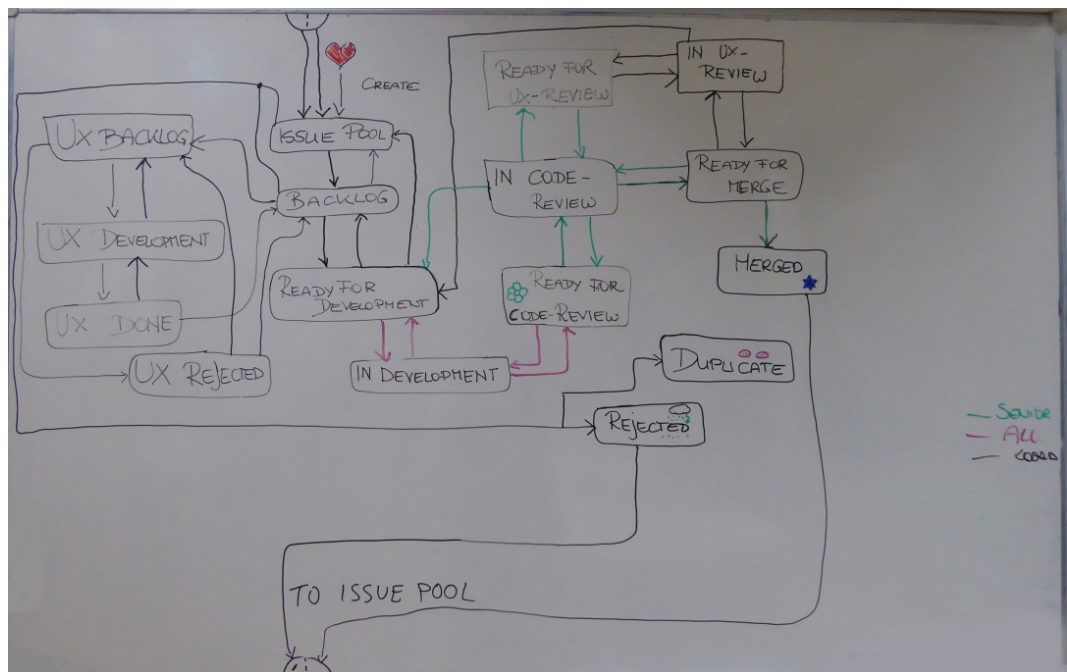 CREATE
ISSUE POOL
BACKLOG
UX BACKLOG
UX DEVELOPMENT
UX DONE
UX REJECTED
READY FOR
DEVELOPMENT
IN DEVELOPMENT
READY FOR
UX-REVIEW
IN UX-
REVIEW
IN CODE-
REVIEW
READY FOR
MERGE
READY FOR
CODE-REVIEW
MERGED
DUPLICATE
REJECTED
ALL
TO ISSUE POOL